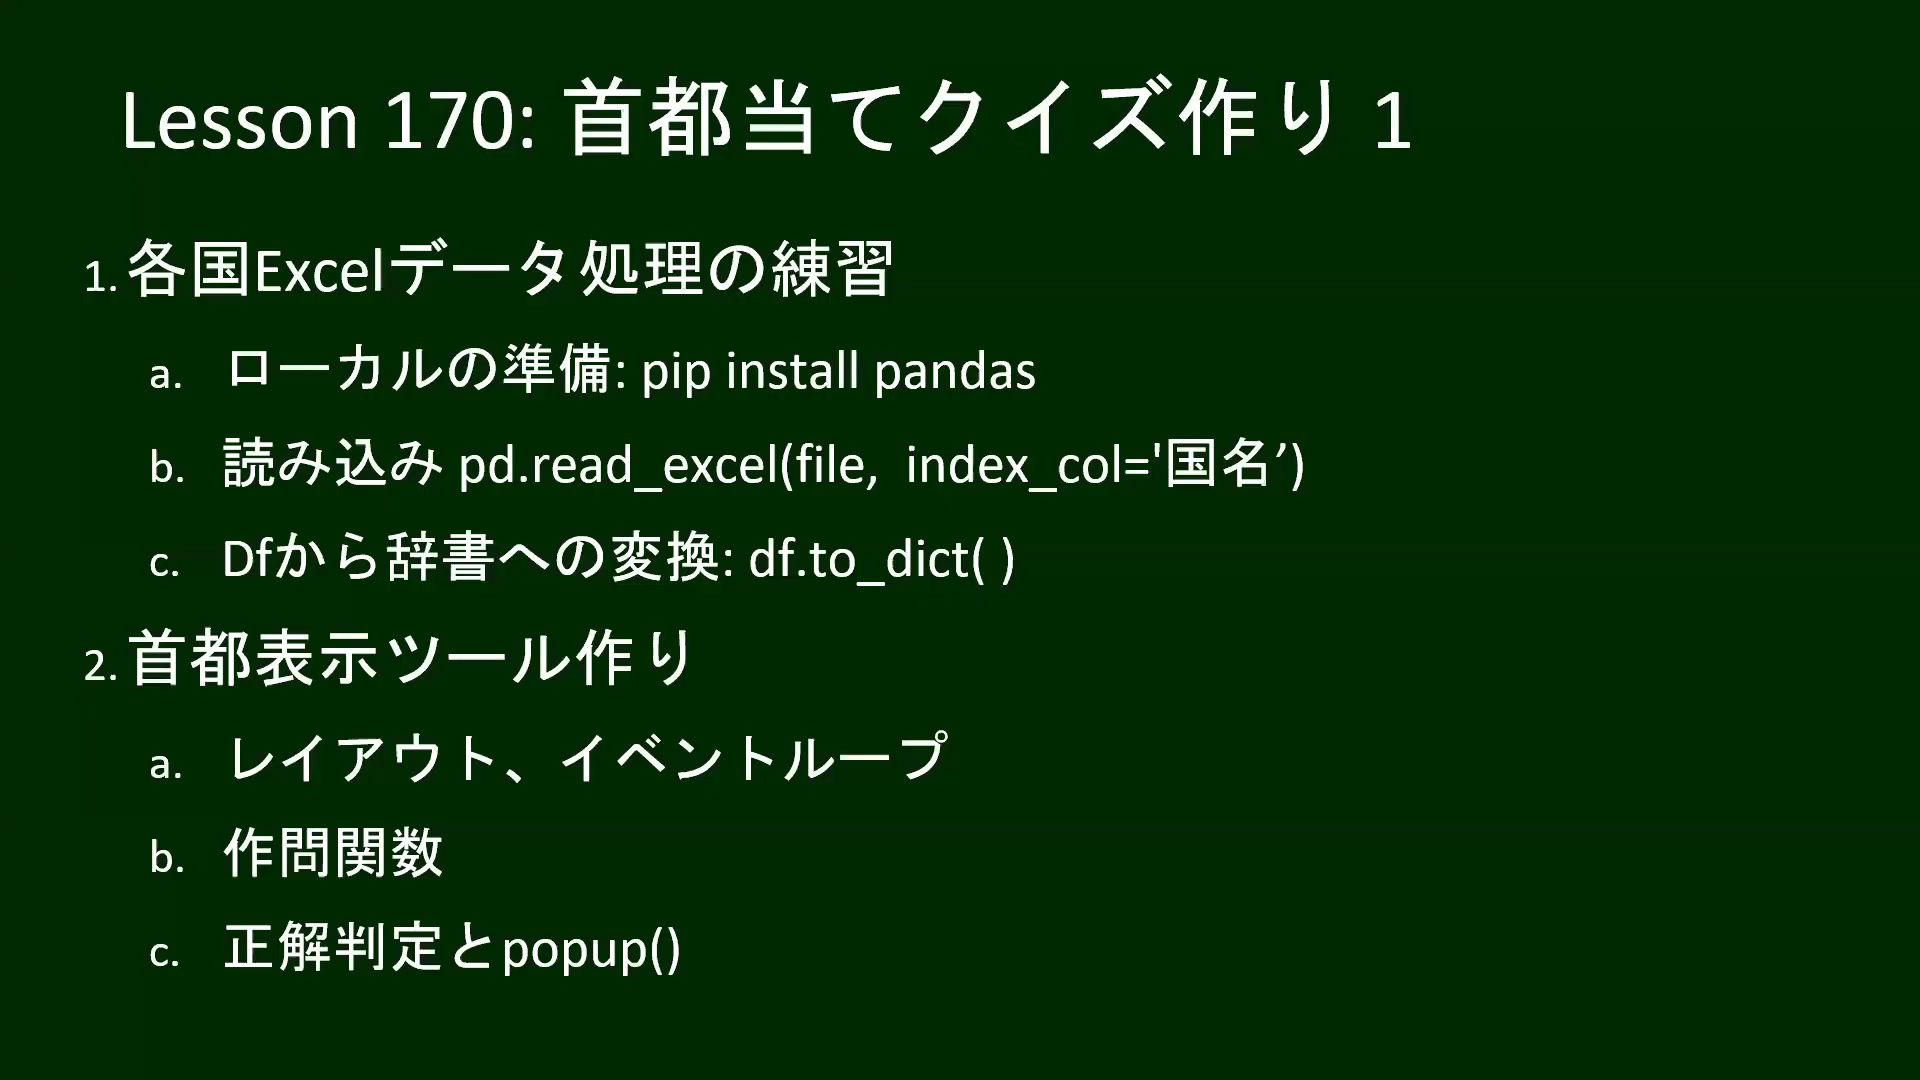 Lesson 170: 首都当てクイズ作り 1
1. 各国Excelデータ処理の練習
a. ローカルの準備: pip install pandas
b. 読み込み pd.read_excel(file, index_col='国名’)
c. Dfから辞書への変換: df.to_dict( )
2. 首都表示ツール作り
a. レイアウト、イベントループ
b. 作問関数
c. 正解判定とpopup()